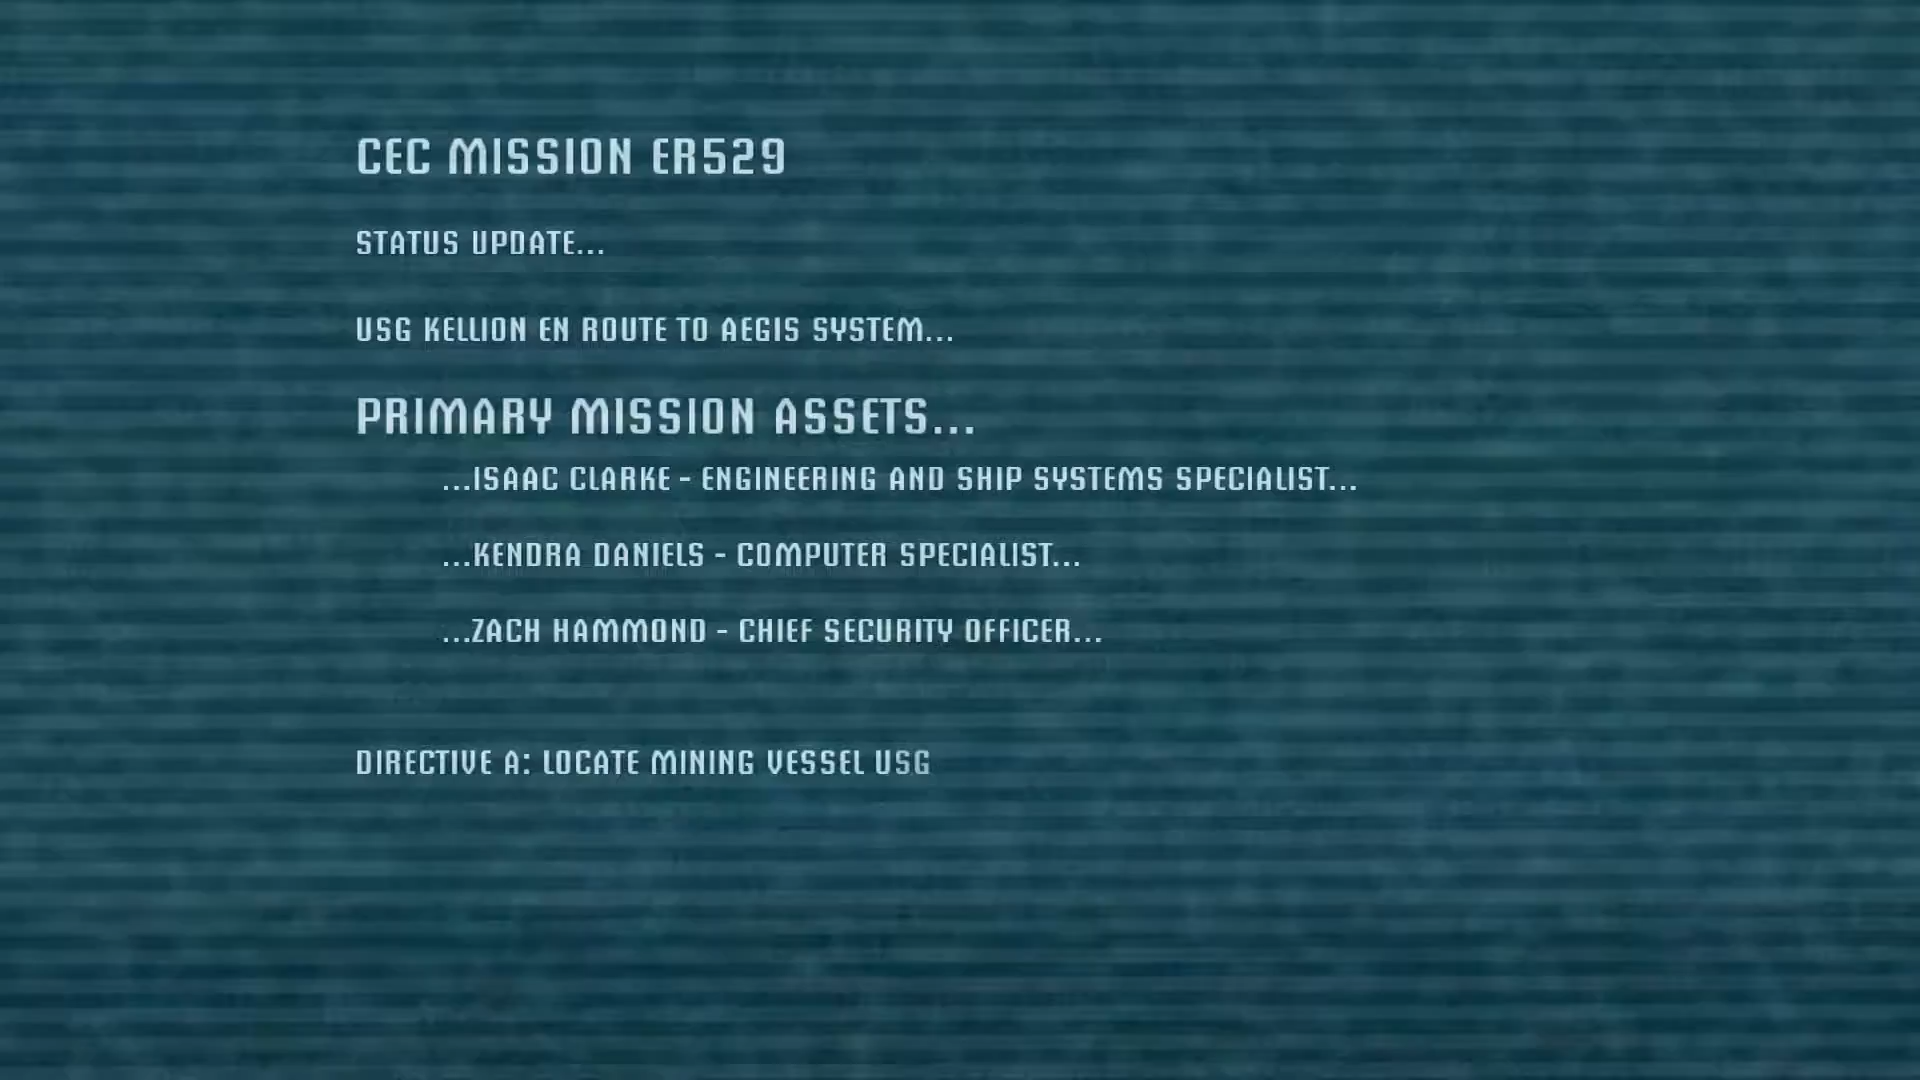 CEC MISSION ER529
STATUS UPDATE...
USG KELLION EN ROUTE TO AEGIS SYSTEM...
PRIMARY MISSION ASSETS...
...ISAAC CLARKE - ENGINEERING AND SHIP SYSTEMS SPECIALIST...
...KENDRA DANIELS - COMPUTER SPECIALIST...
...ZACH HAMMOND - CHIEF SECURITY OFFICER...
DIRECTIVE A: LOCATE MINING VESSEL USG